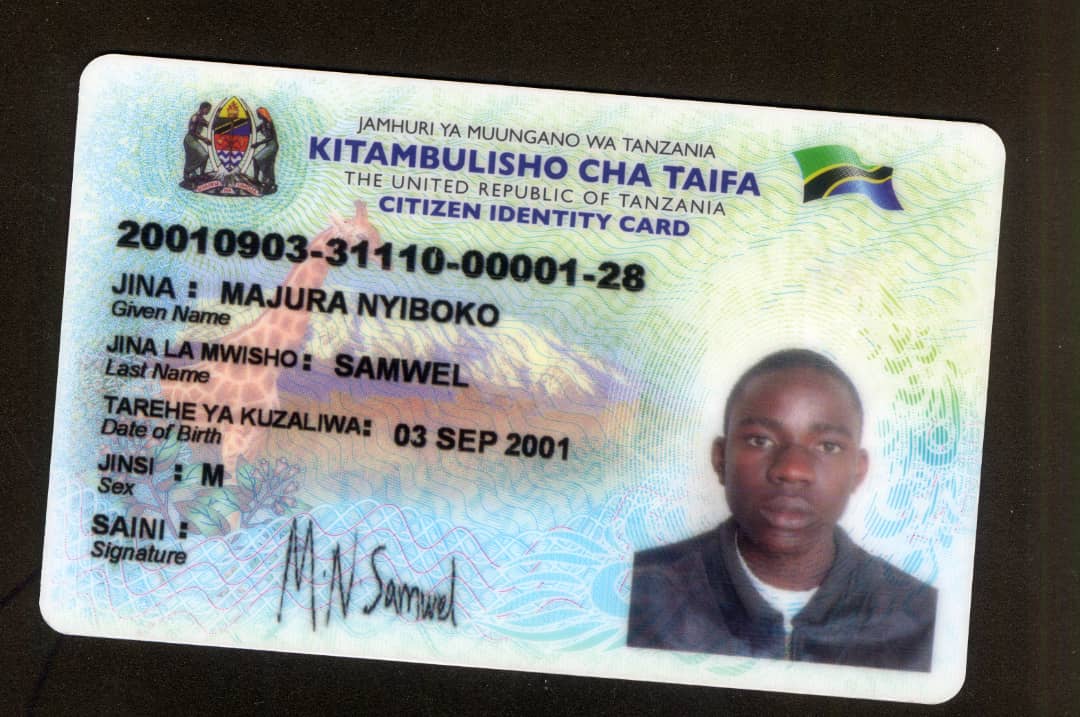 JAMHURI YA MUUNGANO WA TANZANIA
KITAMBULISHO CHA TAIFA
THE UNITED REPUBLIC OF TANZANIA
CITIZEN IDENTITY CARD
20010903-31110-00001-28
JINA : MAJURA NYIBOKO
Given Name
JINA LA MWISHO: SAMWEL
Last Name
TAREHE YA KUZALIWA: 03 SEP 2001
Date of Birth
JINSI : M
Sex
SAINI :
Signature
M.N Samwel